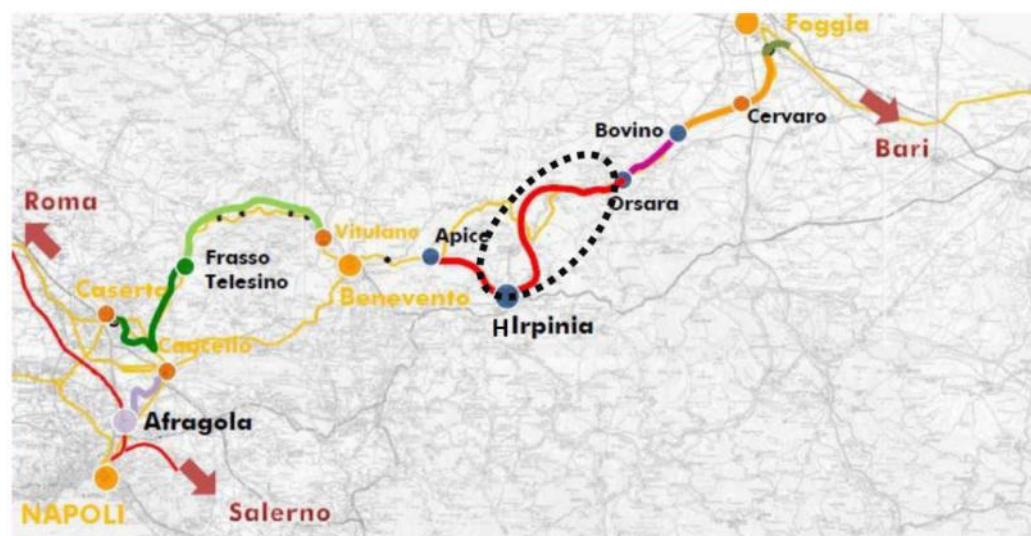 Foggia
Cervaro
Bovino
Bari
Orsara
Roma
Vitulano
Apice
Frasso
Telesino
Benevento
Caserta
HIrpinia
Cancello
Afragola
NAPOLI
Salerno